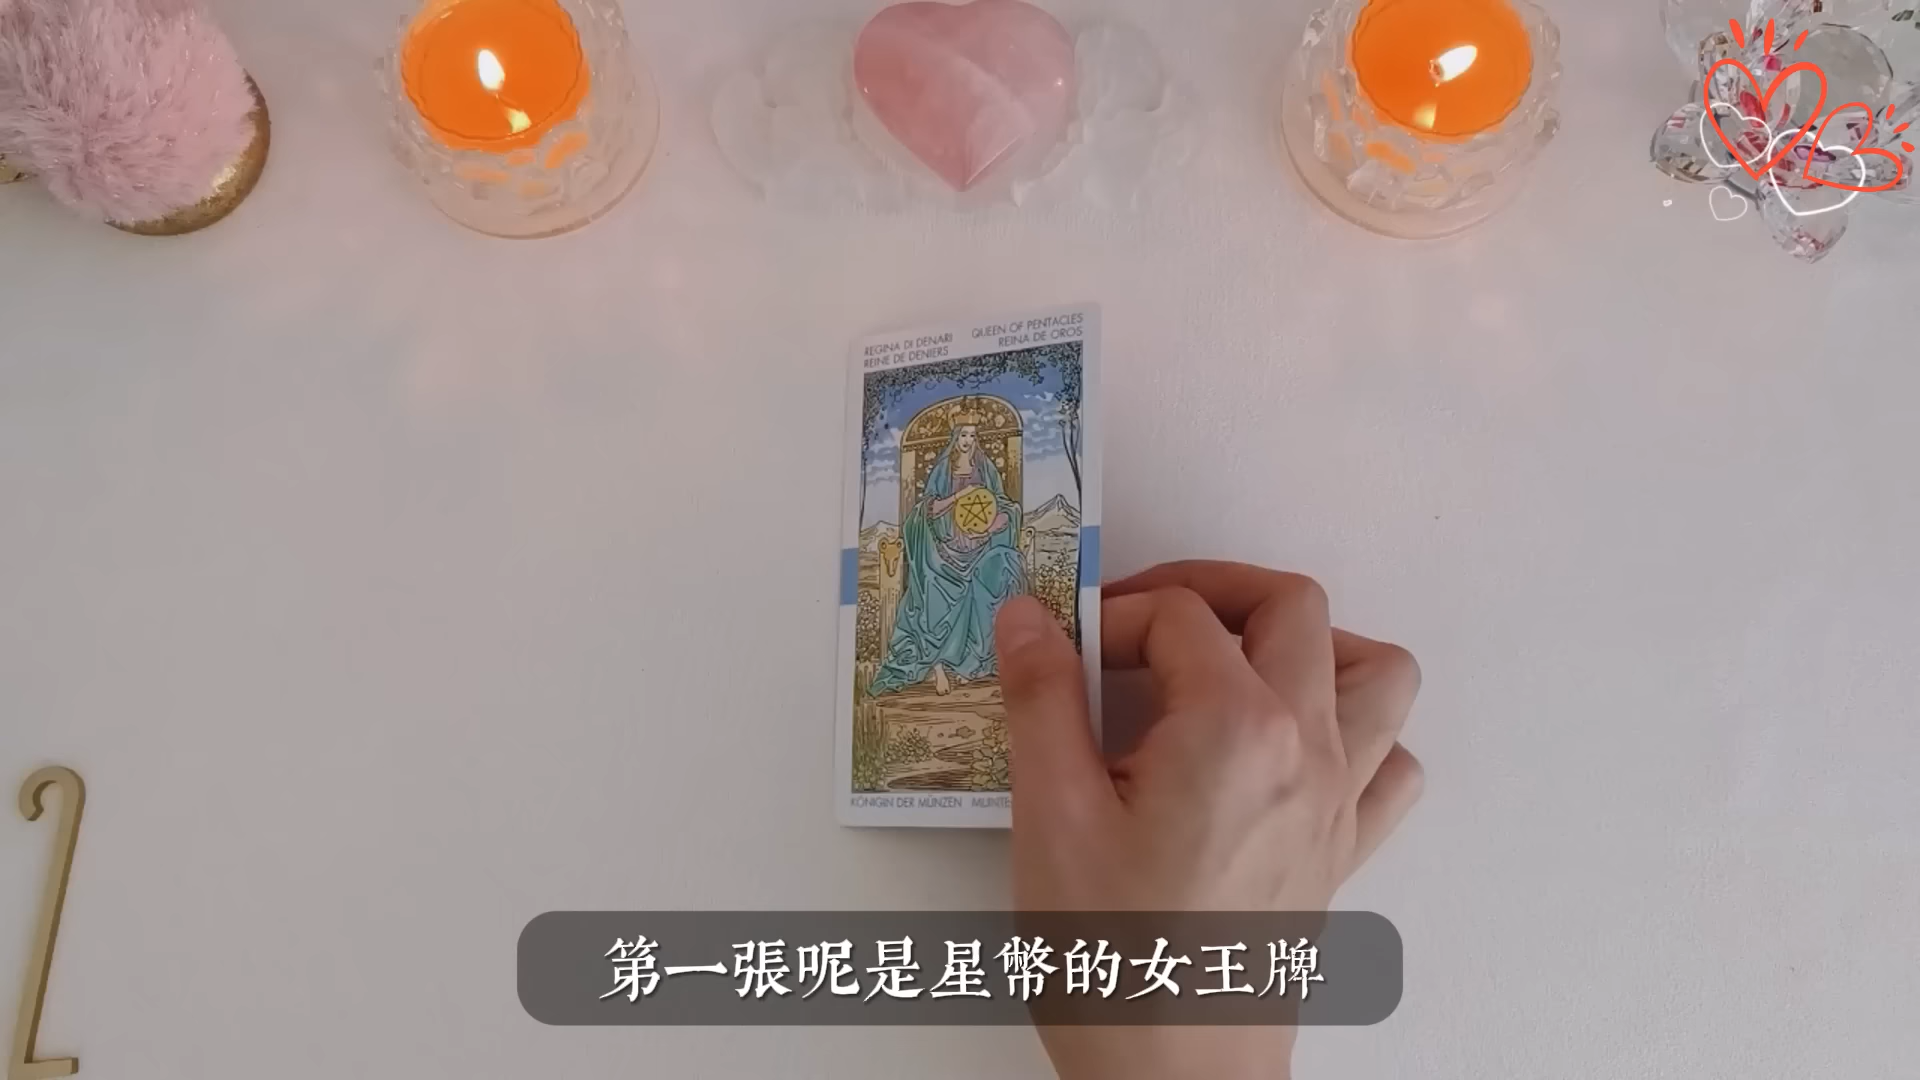 REGINA DI DENARI
REINE DE DENIERS
QUEEN OF PENTACLES
REINA DE OROS
KÖNIGIN DER MÜNZEN
第一張呢是星幣的女王牌